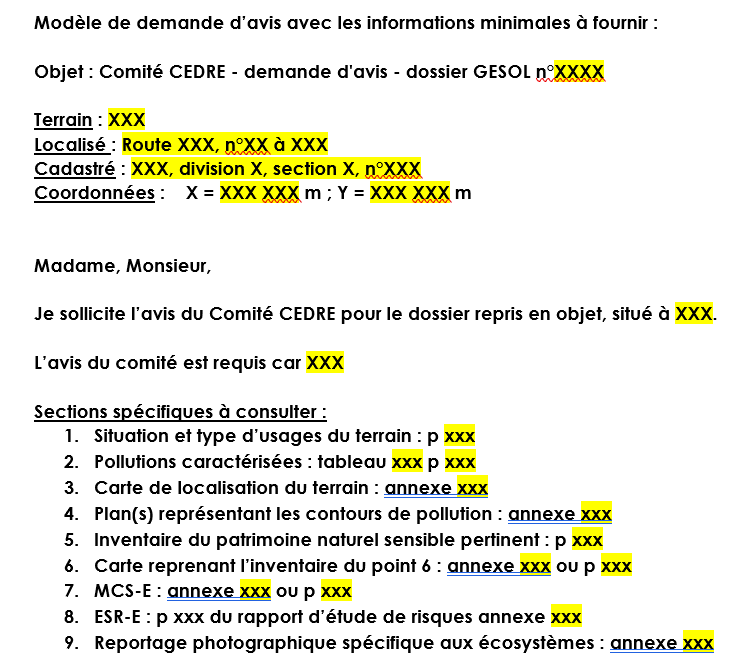 Modèle de demande d’avis avec les informations minimales à fournir :
Objet : Comité CEDRE - demande d'avis - dossier GESOL n°XXXX
Terrain : XXX
Localisé : Route XXX, n°XX à XXX
Cadastré : XXX, division X, section X, n°XXX
Coordonnées : X = XXX XXX m ; Y = XXX XXX m
Madame, Monsieur,
Je sollicite l’avis du Comité CEDRE pour le dossier repris en objet, situé à XXX.
L’avis du comité est requis car XXX
Sections spécifiques à consulter :
1. Situation et type d’usages du terrain : p xxx
2. Pollutions caractérisées : tableau xxx p xxx
3. Carte de localisation du terrain : annexe xxx
4. Plan(s) représentant les contours de pollution : annexe xxx
5. Inventaire du patrimoine naturel sensible pertinent : p xxx
6. Carte reprenant l’inventaire du point 6 : annexe xxx ou p xxx
7. MCS-E : annexe xxx ou p xxx
8. ESR-E : p xxx du rapport d’étude de risques annexe xxx
9. Reportage photographique spécifique aux écosystèmes : annexe xxx